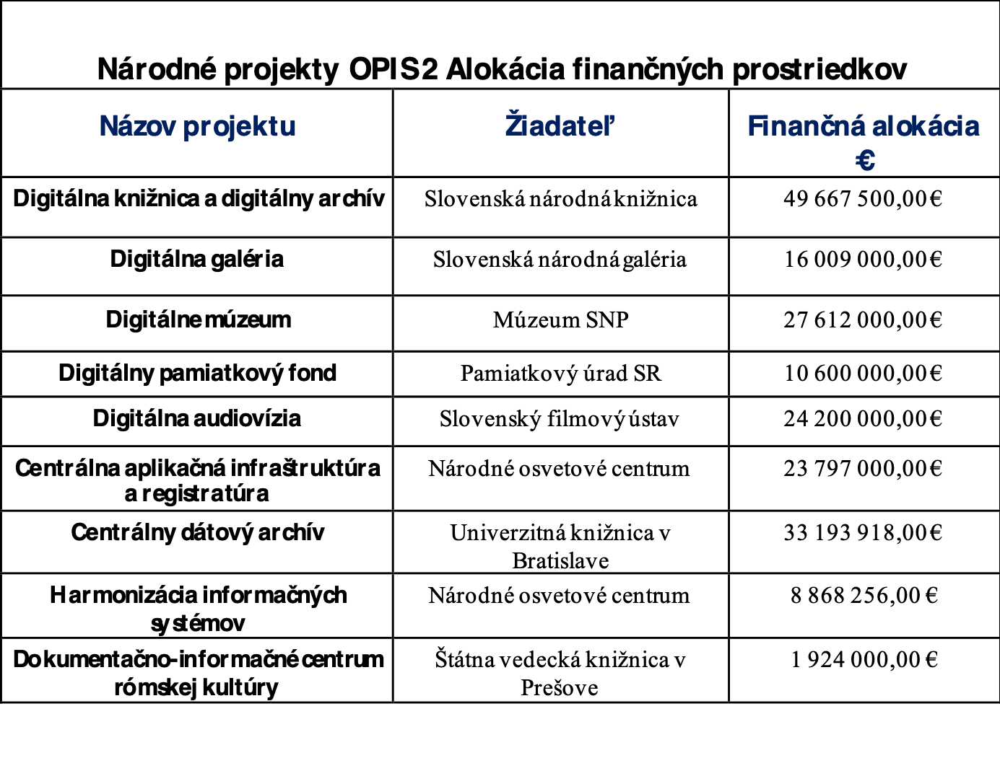 Národné projekty OPIS2 Alokácia finančných prostriedkov
Názov projektu Žiadateľ Finančná alokácia
€
Digitálna knižnica a digitálny archív Slovenská národná knižnica 49 667 500,00 €
Digitálna galéria Slovenská národná galéria 16 009 000,00 €
Digitálne múzeum Múzeum SNP 27 612 000,00 €
Digitálny pamiatkový fond Pamiatkový úrad SR 10 600 000,00 €
Digitálna audiovízia Slovenský filmový ústav 24 200 000,00 €
Centrálna aplikačná infraštruktúra Národné osvetové centrum 23 797 000,00 €
a registratúra
Centrálny dátový archív Univerzitná knižnica v 33 193 918,00 €
Bratislave
Harmonizácia informačných Národné osvetové centrum 8 868 256,00 €
systémov
Dokumentačno-informačné centrum Štátna vedecká knižnica v 1 924 000,00 €
rómskej kultúry Prešove